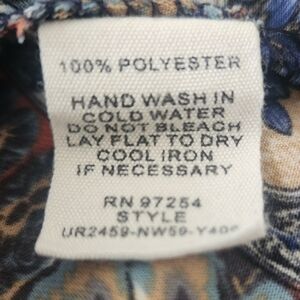 100% POLYESTER
HAND WASH IN
COLD WATER
DO NOT BLEACH
LAY FLAT TO DRY
COOL IRON
IF NECESSARY
RN 97254
STYLE